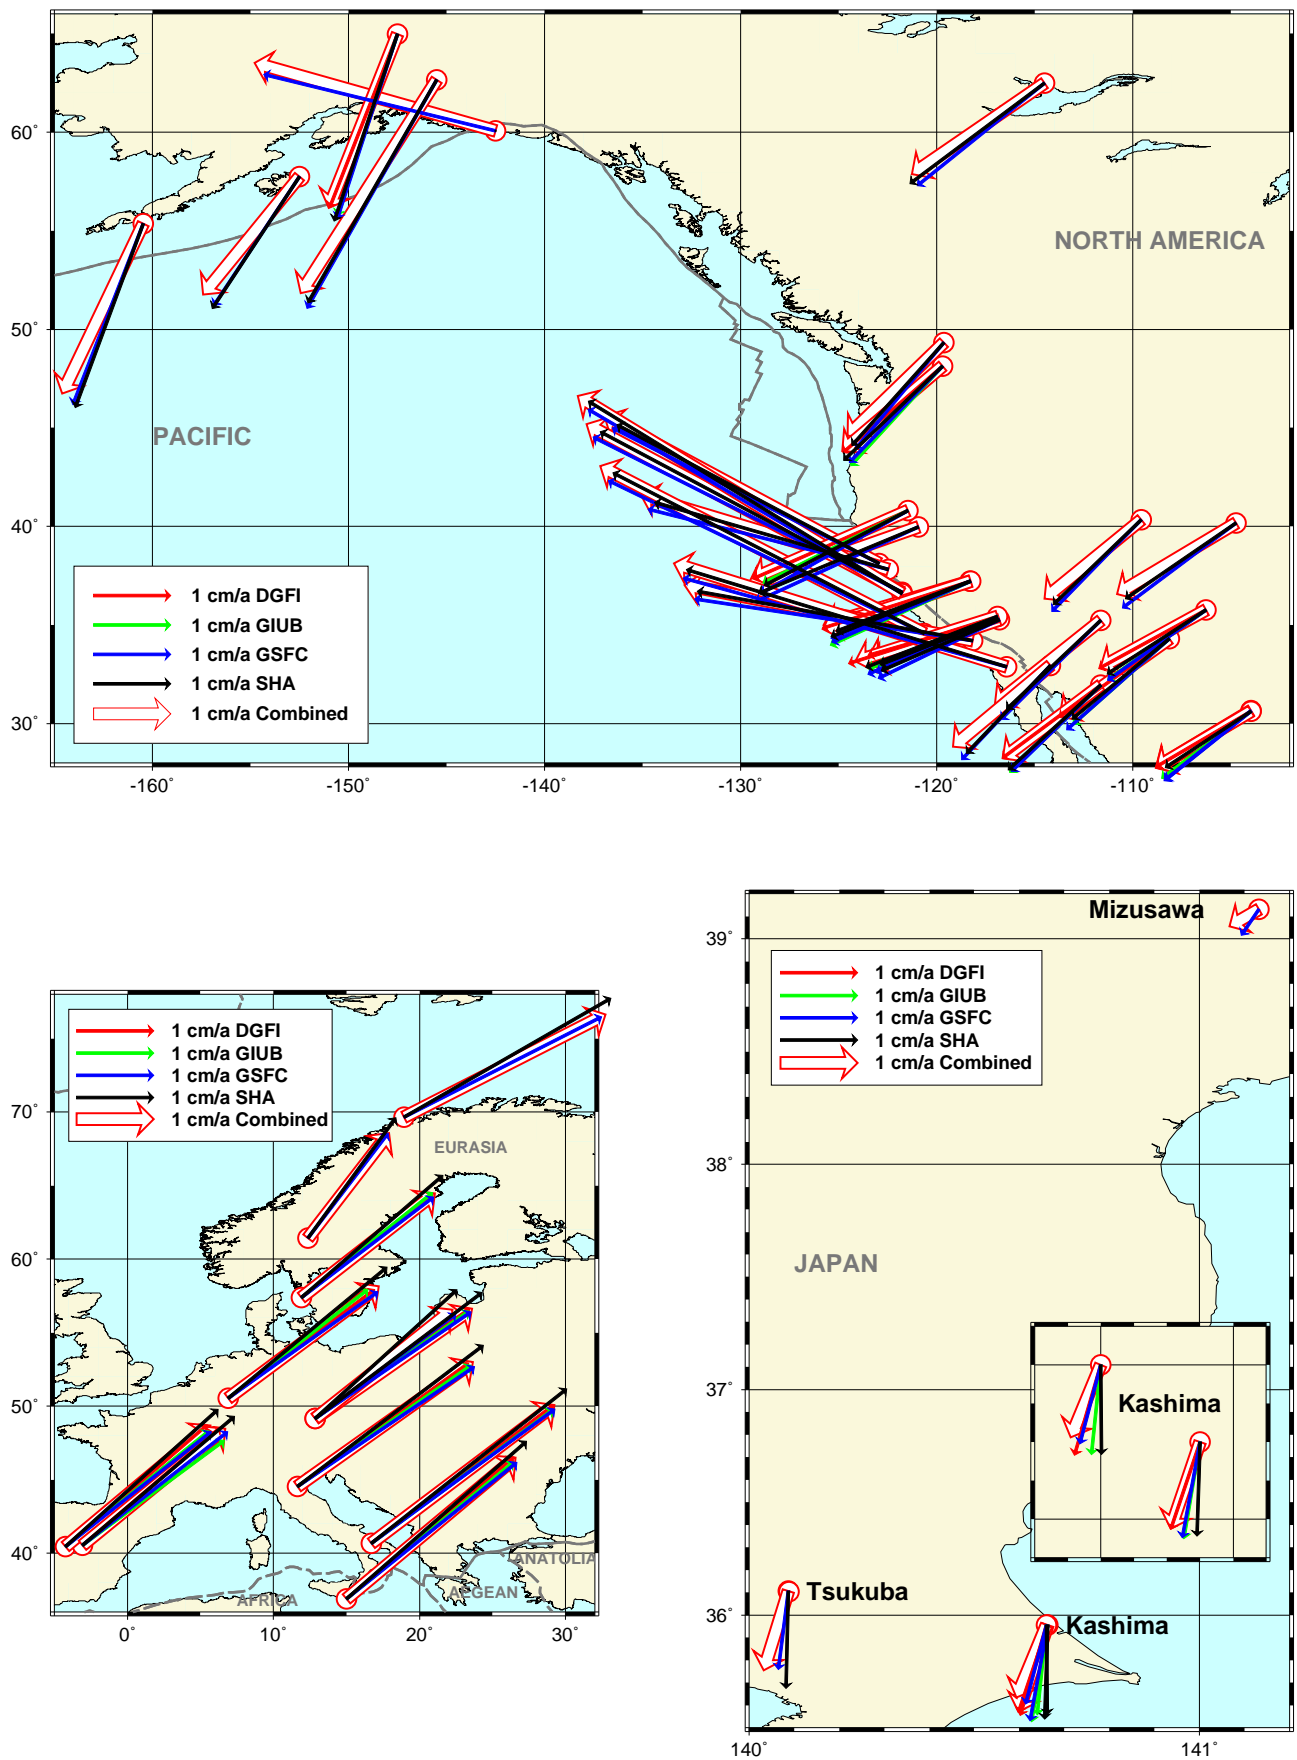 60˚
50˚
40˚
30˚
NORTH AMERICA
PACIFIC
1 cm/a DGFI
1 cm/a GIUB
1 cm/a GSFC
1 cm/a SHA
1 cm/a Combined
-160˚ -150˚ -140˚ -130˚ -120˚ -110˚
1 cm/a DGFI
1 cm/a GIUB
1 cm/a GSFC
1 cm/a SHA
1 cm/a Combined
70˚
60˚
50˚
40˚
EURASIA
ANATOLIA
AEGEAN
AFRICA
0˚ 10˚ 20˚ 30˚
Mizusawa
39˚
1 cm/a DGFI
1 cm/a GIUB
1 cm/a GSFC
1 cm/a SHA
1 cm/a Combined
38˚
JAPAN
37˚
Kashima
Tsukuba
36˚
Kashima
140˚ 141˚